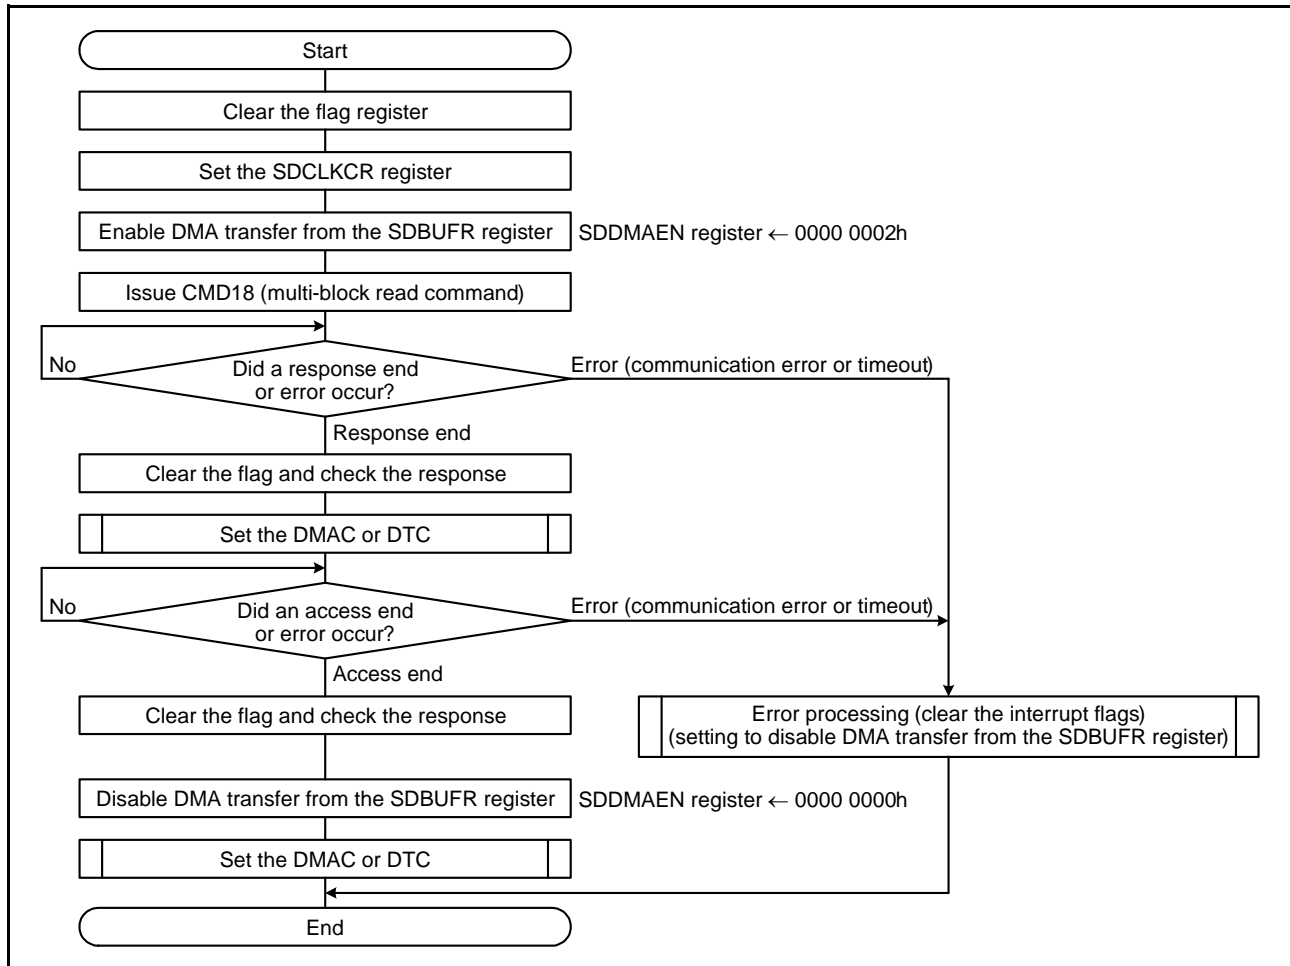 Start
Clear the flag register
Set the SDCLKCR register
Enable DMA transfer from the SDBUFR register
SDDMAEN register ← 0000 0002h
Issue CMD18 (multi-block read command)
No
Did a response end
or error occur?
Error (communication error or timeout)
Response end
Clear the flag and check the response
Set the DMAC or DTC
No
Did an access end
or error occur?
Error (communication error or timeout)
Access end
Clear the flag and check the response
Error processing (clear the interrupt flags)
(setting to disable DMA transfer from the SDBUFR register)
Disable DMA transfer from the SDBUFR register
SDDMAEN register ← 0000 0000h
Set the DMAC or DTC
End